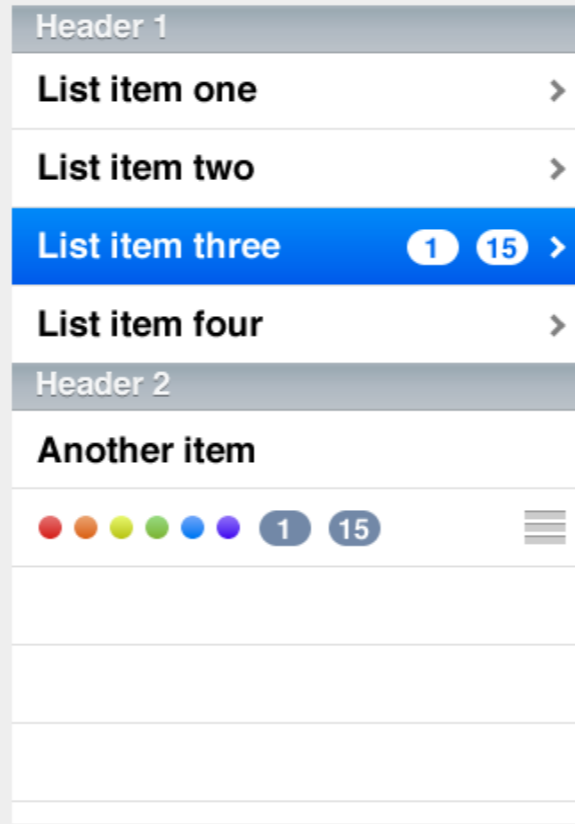 Header 1
List item one
List item two
List item three 1 15
List item four
Header 2
Another item
1 15